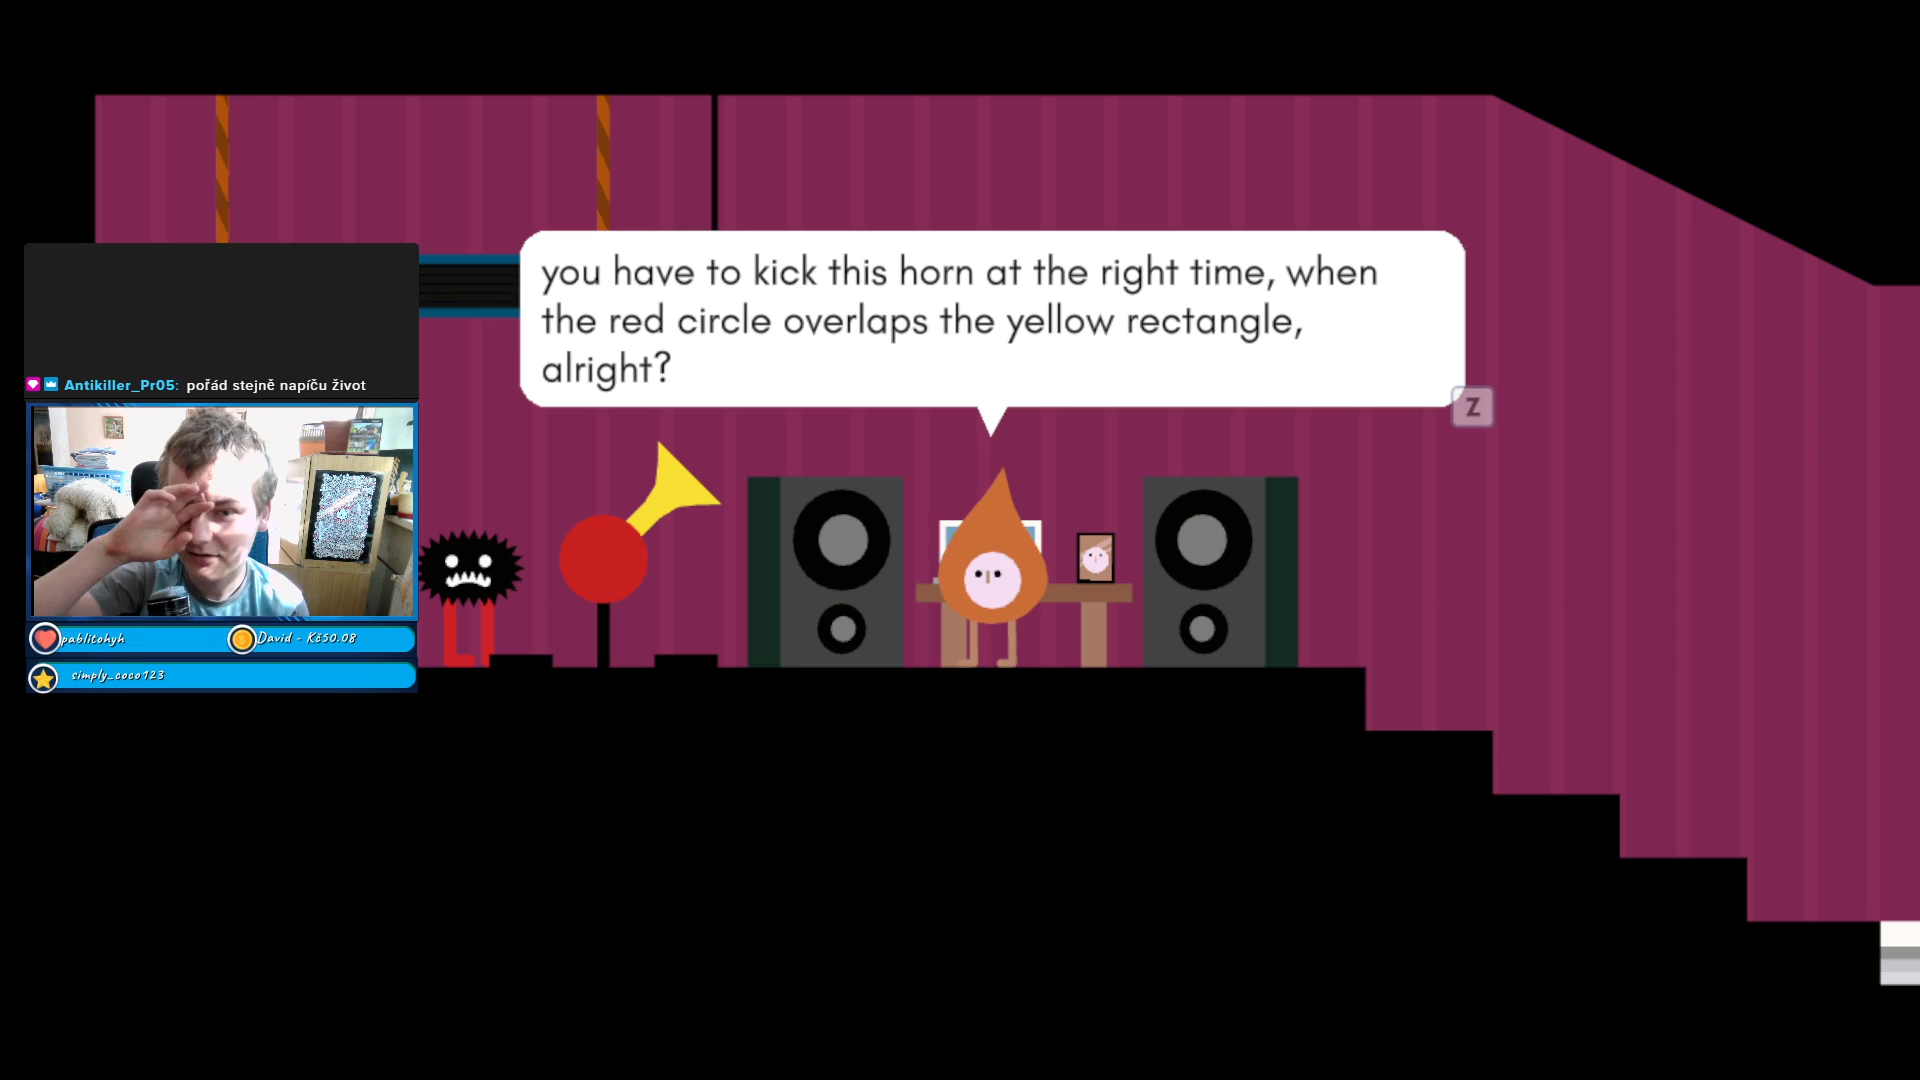 you have to kick this horn at the right time, when
the red circle overlaps the yellow rectangle,
alright?
Z
Antikiller_Pr05: pořád stejně napíču život
pablitohyh
David - Kč50.08
simply_coco123